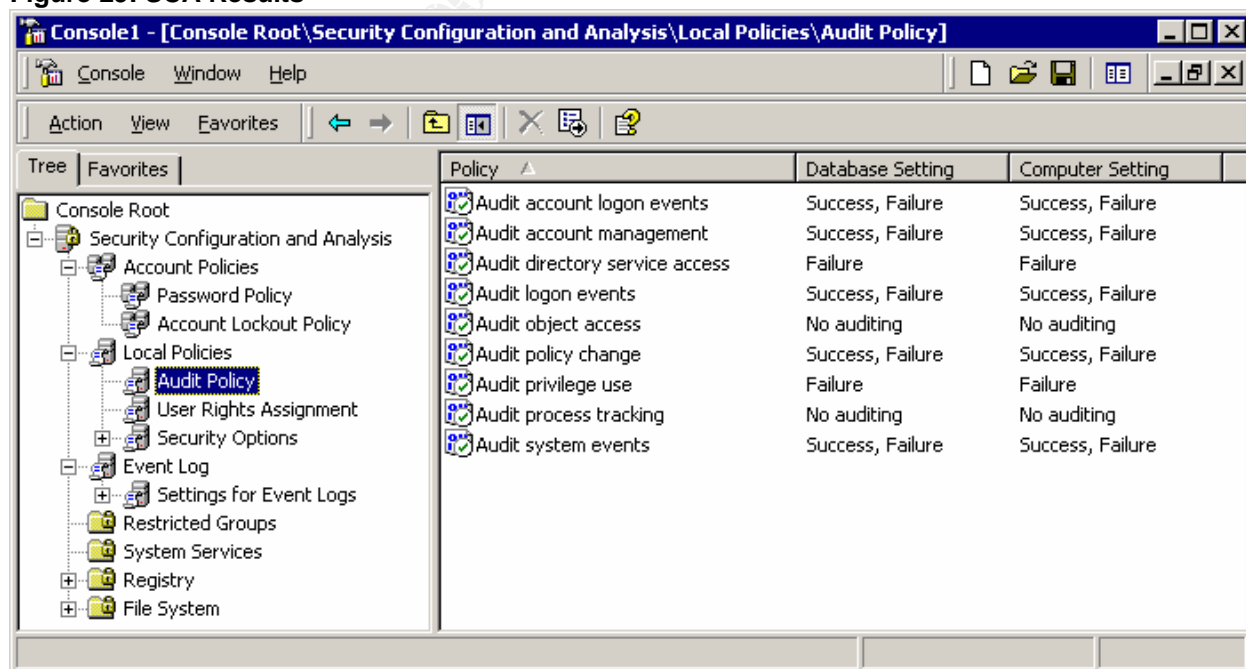 Console1 - [Console Root\Security Configuration and Analysis\Local Policies\Audit Policy]
Console Window Help
Action View Favorites
Tree Favorites
Policy Database Setting Computer Setting
Console Root
Security Configuration and Analysis
Account Policies
Password Policy
Account Lockout Policy
Local Policies
Audit Policy
User Rights Assignment
Security Options
Event Log
Settings for Event Logs
Restricted Groups
System Services
Registry
File System
Audit account logon events Success, Failure Success, Failure
Audit account management Success, Failure Success, Failure
Audit directory service access Failure Failure
Audit logon events Success, Failure Success, Failure
Audit object access No auditing No auditing
Audit policy change Success, Failure Success, Failure
Audit privilege use Failure Failure
Audit process tracking No auditing No auditing
Audit system events Success, Failure Success, Failure